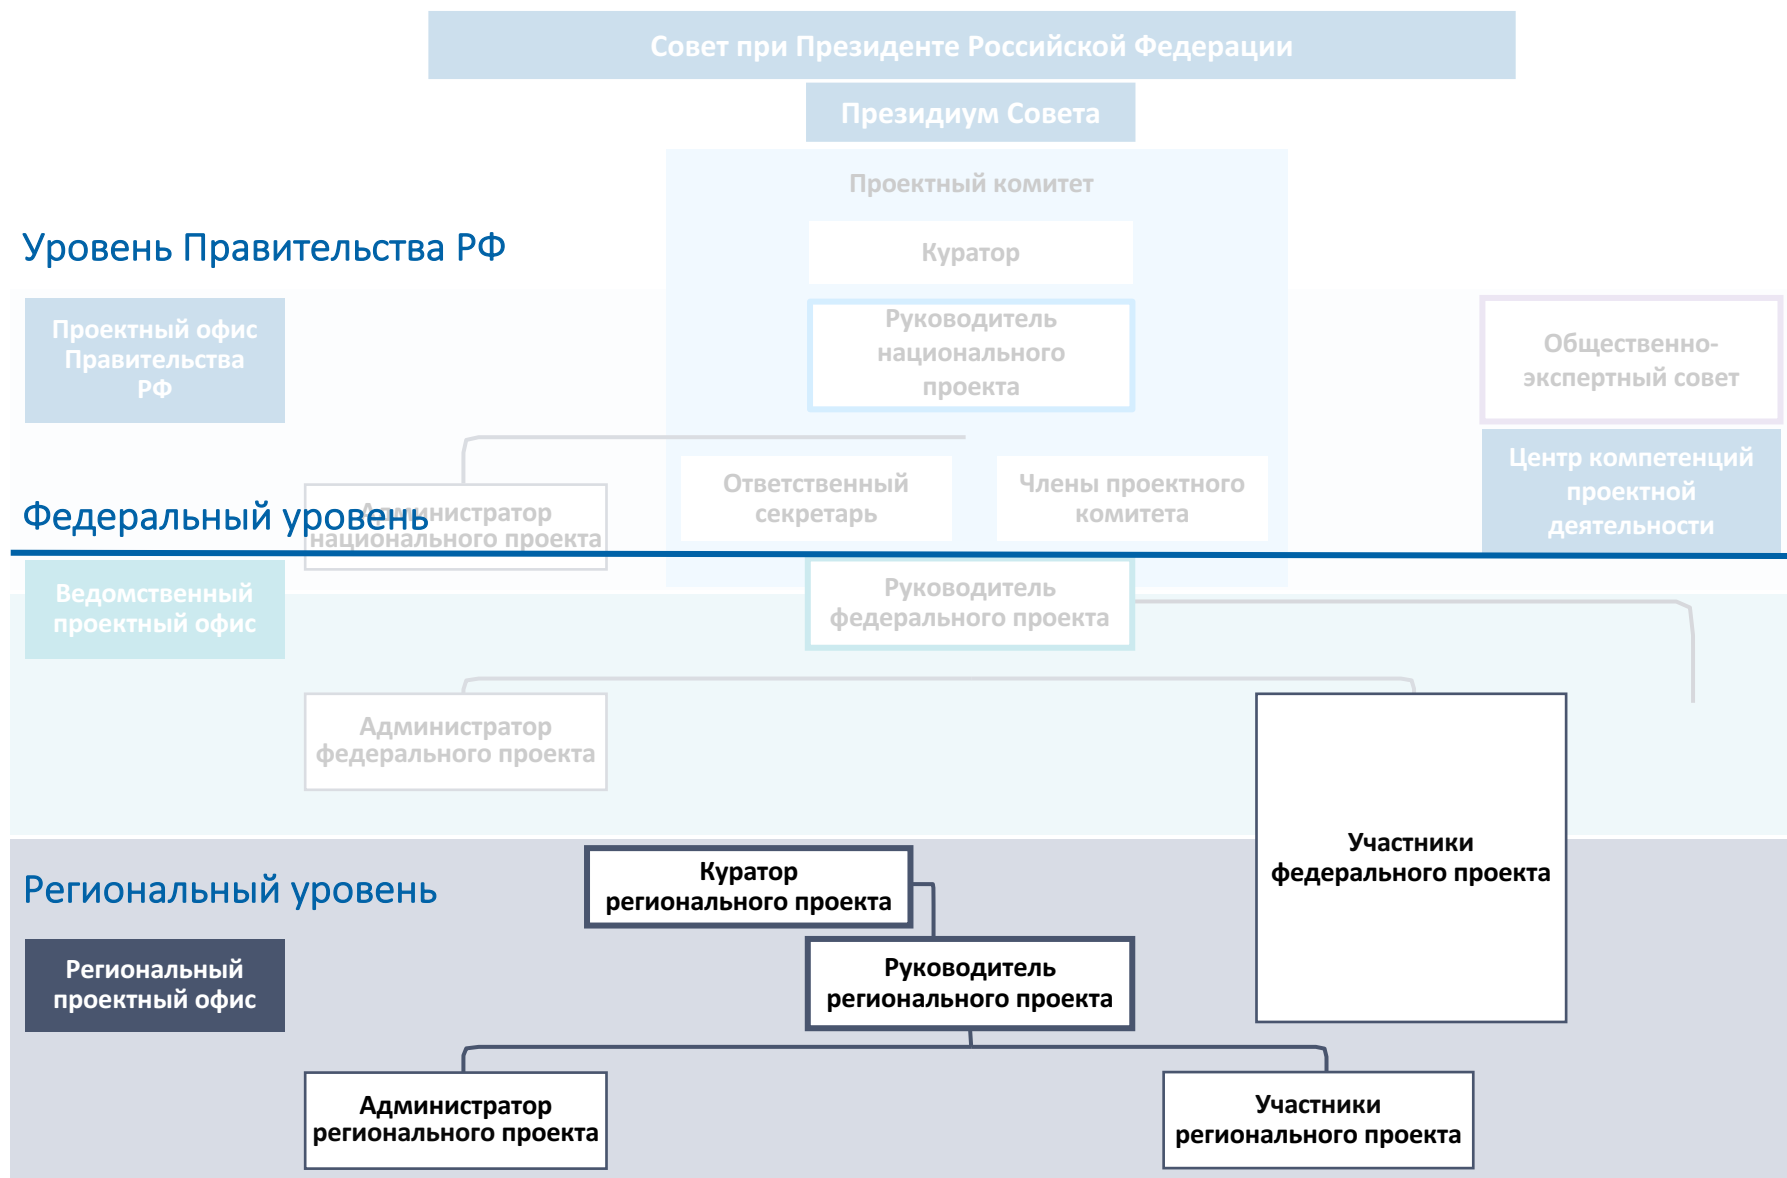 Совет при Президенте Российской Федерации
Президиум Совета
Проектный комитет
Уровень Правительства РФ
Куратор
Проектный офис
Правительства
РФ
Руководитель
национального
проекта
Общественно-
экспертный совет
Центр компетенций
проектной
деятельности
Ответственный
секретарь
Члены проектного
комитета
Федеральный уровень
Администратор
национального проекта
Ведомственный
проектный офис
Руководитель
федерального проекта
Администратор
федерального проекта
Участники
федерального проекта
Региональный уровень
Куратор
регионального проекта
Региональный
проектный офис
Руководитель
регионального проекта
Администратор
регионального проекта
Участники
регионального проекта